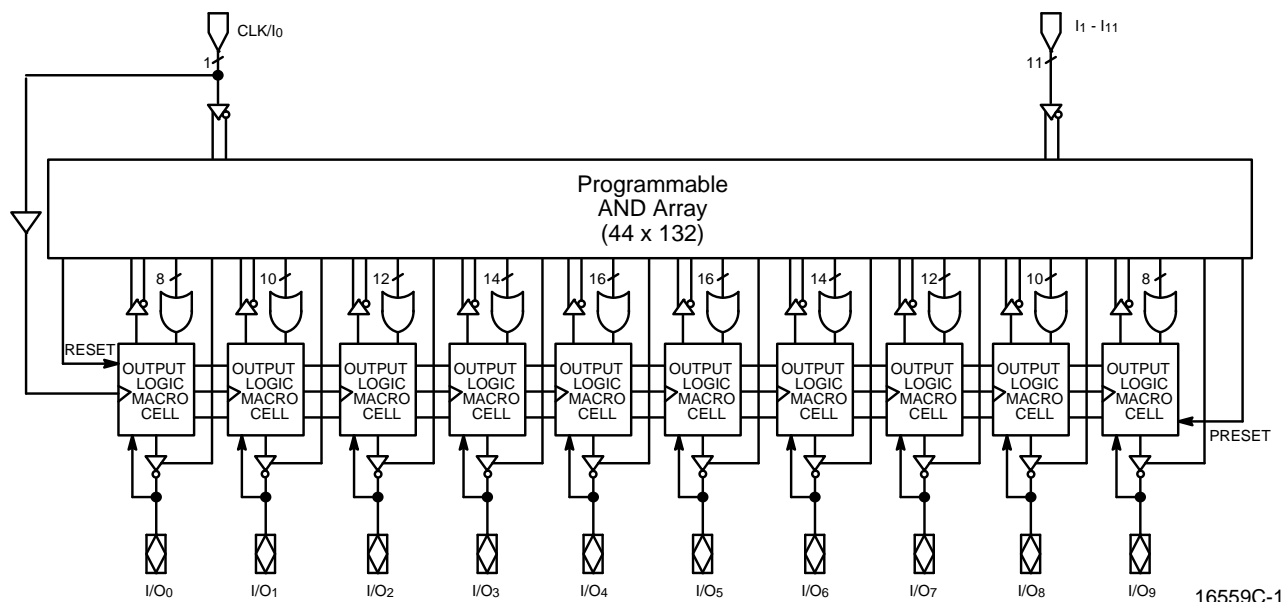 CLK/I0
I1 - I11
1
11
Programmable
AND Array
(44 x 132)
8
10
12
14
16
16
14
12
10
8
RESET
OUTPUT
LOGIC
MACRO
CELL
OUTPUT
LOGIC
MACRO
CELL
OUTPUT
LOGIC
MACRO
CELL
OUTPUT
LOGIC
MACRO
CELL
OUTPUT
LOGIC
MACRO
CELL
OUTPUT
LOGIC
MACRO
CELL
OUTPUT
LOGIC
MACRO
CELL
OUTPUT
LOGIC
MACRO
CELL
OUTPUT
LOGIC
MACRO
CELL
OUTPUT
LOGIC
MACRO
CELL
PRESET
I/O0
I/O1
I/O2
I/O3
I/O4
I/O5
I/O6
I/O7
I/O8
I/O9
16559C-1